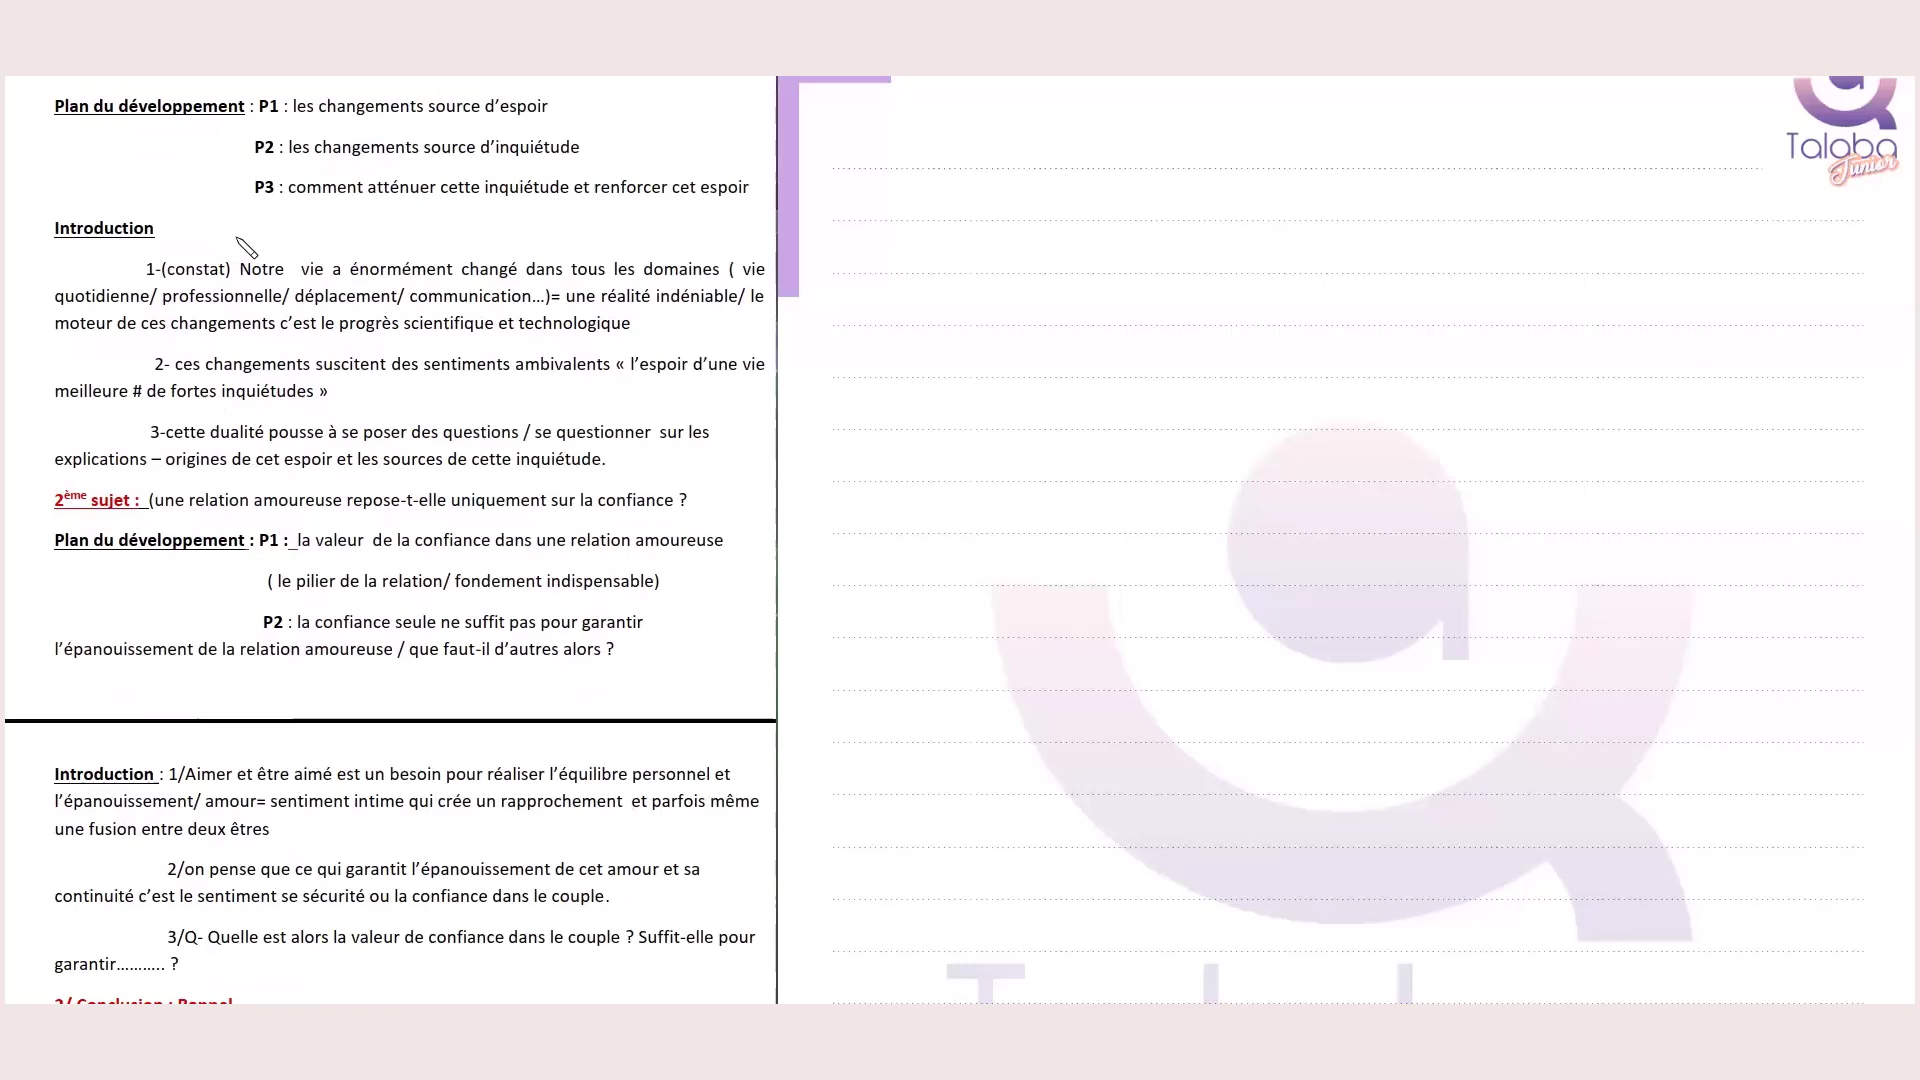 Plan du développement : P1 : les changements source d’espoir
P2 : les changements source d’inquiétude
P3 : comment atténuer cette inquiétude et renforcer cet espoir
Introduction
1-(constat) Notre vie a énormément changé dans tous les domaines ( vie
quotidienne/ professionnelle/ déplacement/ communication…)= une réalité indéniable/ le
moteur de ces changements c’est le progrès scientifique et technologique
2- ces changements suscitent des sentiments ambivalents « l’espoir d’une vie
meilleure # de fortes inquiétudes »
3-cette dualité pousse à se poser des questions / se questionner sur les
explications – origines de cet espoir et les sources de cette inquiétude.
2ème sujet : (une relation amoureuse repose-t-elle uniquement sur la confiance ?
Plan du développement : P1 : la valeur de la confiance dans une relation amoureuse
( le pilier de la relation/ fondement indispensable)
P2 : la confiance seule ne suffit pas pour garantir
l’épanouissement de la relation amoureuse / que faut-il d’autres alors ?
Introduction : 1/Aimer et être aimé est un besoin pour réaliser l’équilibre personnel et
l’épanouissement/ amour= sentiment intime qui crée un rapprochement et parfois même
une fusion entre deux êtres
2/on pense que ce qui garantit l’épanouissement de cet amour et sa
continuité c’est le sentiment se sécurité ou la confiance dans le couple.
3/Q- Quelle est alors la valeur de confiance dans le couple ? Suffit-elle pour
garantir……….. ?
2/ Conclusion : Rappel
Talaba
Junior